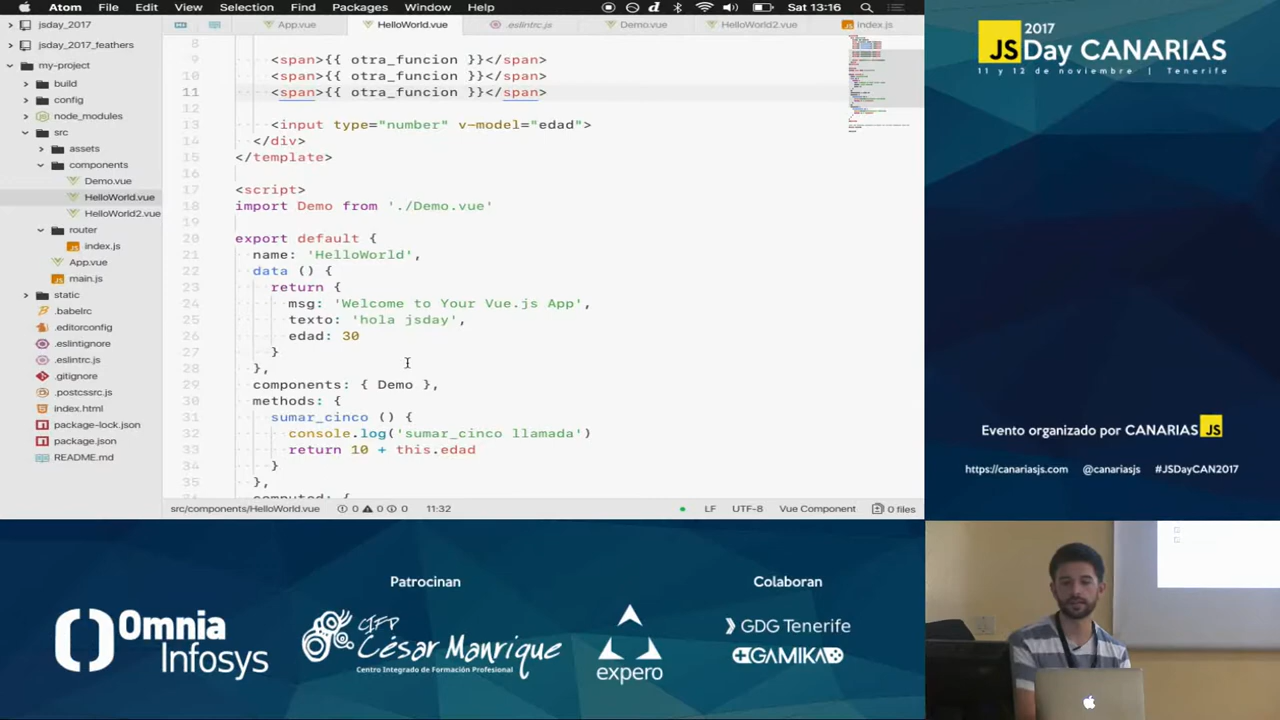 Atom File Edit View Selection Find Packages Window Help
Sat 13:16
jsday_2017
jsday_2017_feathers
my-project
build
config
node_modules
src
assets
components
Demo.vue
HelloWorld.vue
HelloWorld2.vue
router
index.js
App.vue
main.js
static
.babelrc
.editorconfig
.eslintignore
.eslintrc.js
.gitignore
.postcssrc.js
index.html
package-lock.json
package.json
README.md
App.vue HelloWorld.vue .eslintrc.js Demo.vue HelloWorld2.vue index.js
8
9 <span>{{ otra_funcion }}</span>
10 <span>{{ otra_funcion }}</span>
11 <span>{{ otra_funcion }}</span>
12
13 <input type="number" v-model="edad">
14 </div>
15 </template>
16
17 <script>
18 import Demo from './Demo.vue'
19
20 export default {
21 name: 'HelloWorld',
22 data () {
23 return {
24 msg: 'Welcome to Your Vue.js App',
25 texto: 'hola jsday',
26 edad: 30
27 }
28 },
29 components: { Demo },
30 methods: {
31 sumar_cinco () {
32 console.log('sumar_cinco llamada')
33 return 10 + this.edad
34 }
35 },
36 computed: {
src/components/HelloWorld.vue 0 0 0 11:32 LF UTF-8 Vue Component 0 files
JS 2017
Day CANARIAS
11 y 12 de noviembre | Tenerife
Evento organizado por CANARIAS JS
https://canariasjs.com @canariasjs #JSDayCAN2017
Patrocinan
Omnia
Infosys
CIFP
César Manrique
Centro Integrado de Formación Profesional
expero
Colaboran
GDG Tenerife
GAMIKA